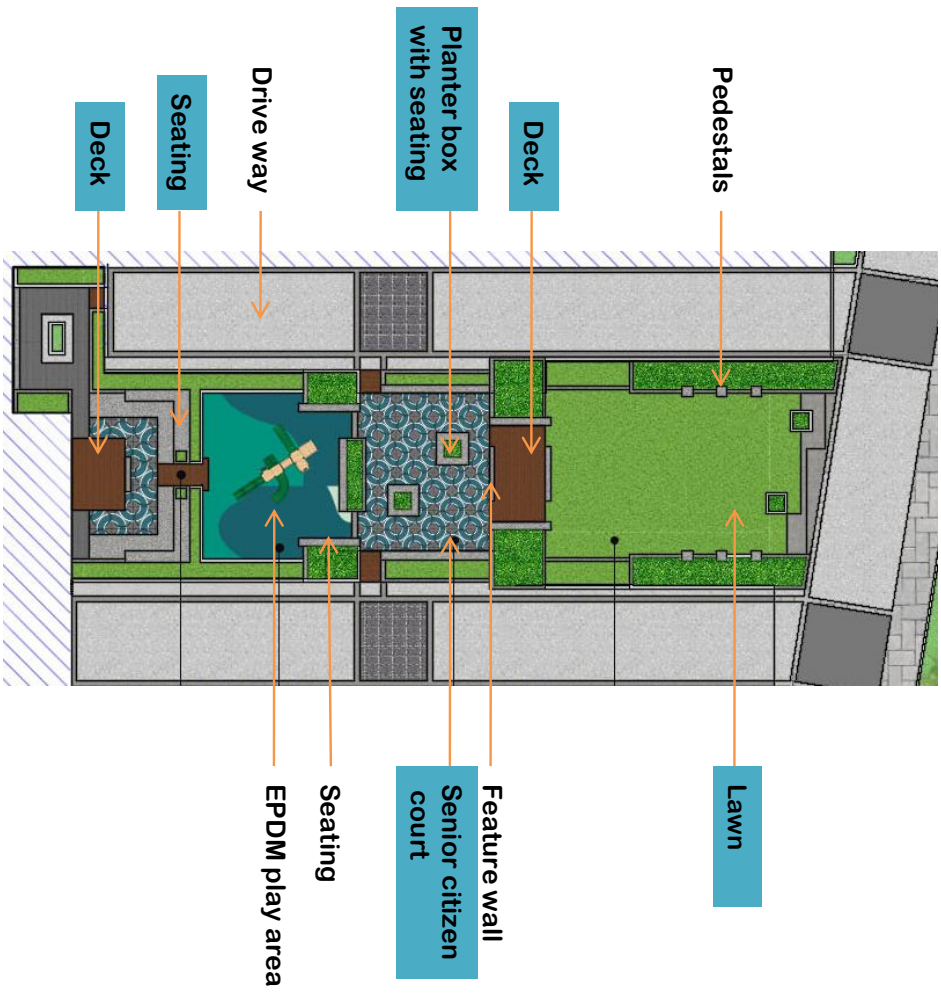 Pedestals
Deck
Planter box
with seating
Drive way
Seating
Deck
Lawn
Feature wall
Senior citizen
court
Seating
EPDM play area